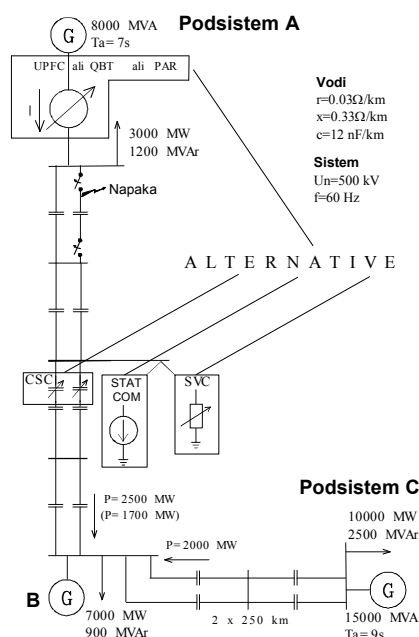 Podsistem A
G
8000 MVA
Ta= 7s
UPFC ali QBT ali PAR
I
3000 MW
1200 MVAr
Vodi
r=0.03Ω/km
x=0.33Ω/km
c=12 nF/km
Sistem
Un=500 kV
f=60 Hz
Napaka
A L T E R N A T I V E
CSC
STAT
COM
SVC
P= 2500 MW
(P= 1700 MW)
Podsistem C
10000 MW
2500 MVAr
P=2000 MW
B
G
7000 MW
900 MVAr
2 x 250 km
G
15000 MVA
Ta= 9s